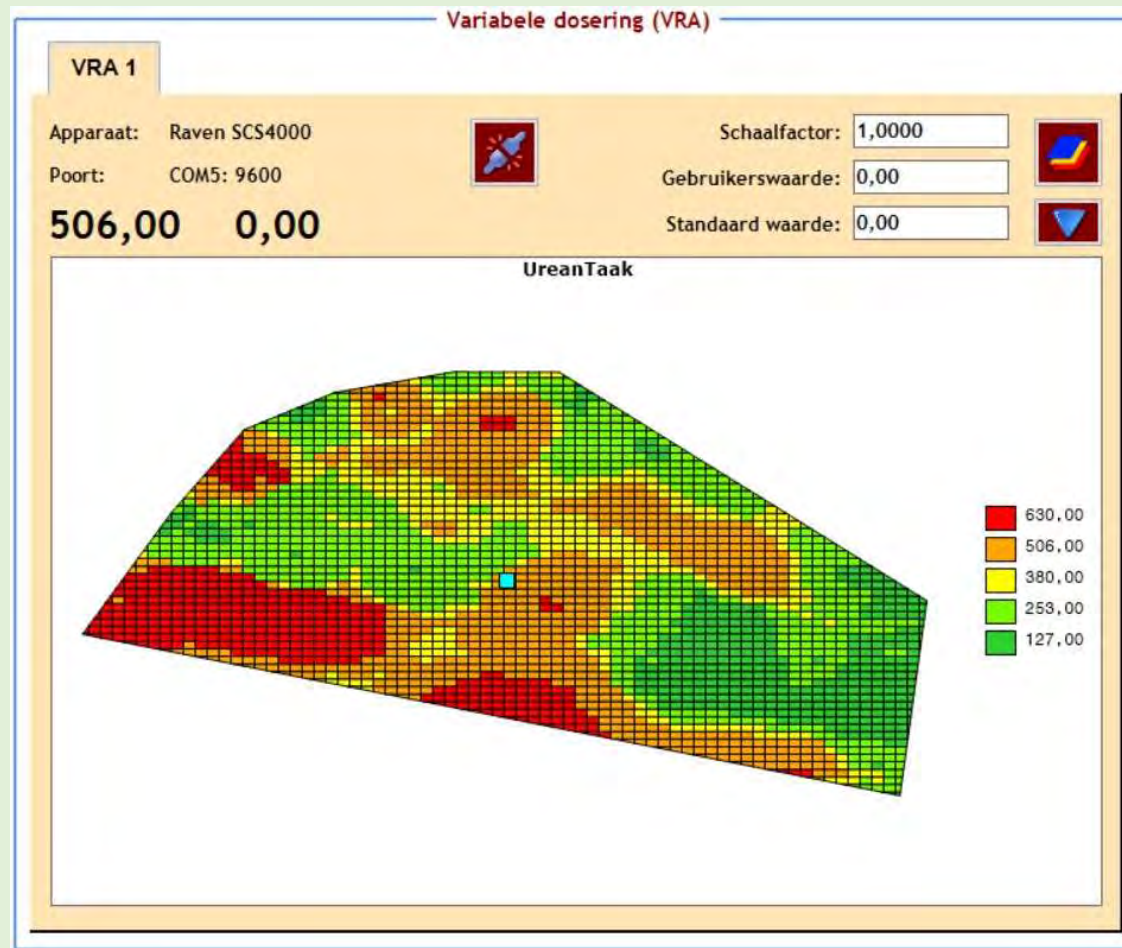 Variabele dosering (VRA)
VRA 1
Apparaat: Raven SCS4000
Poort: COM5: 9600
506,00 0,00
Schaalfactor: 1,0000
Gebruikerswaarde: 0,00
Standaard waarde: 0,00
UreanTaak
630,00
506,00
380,00
253,00
127,00